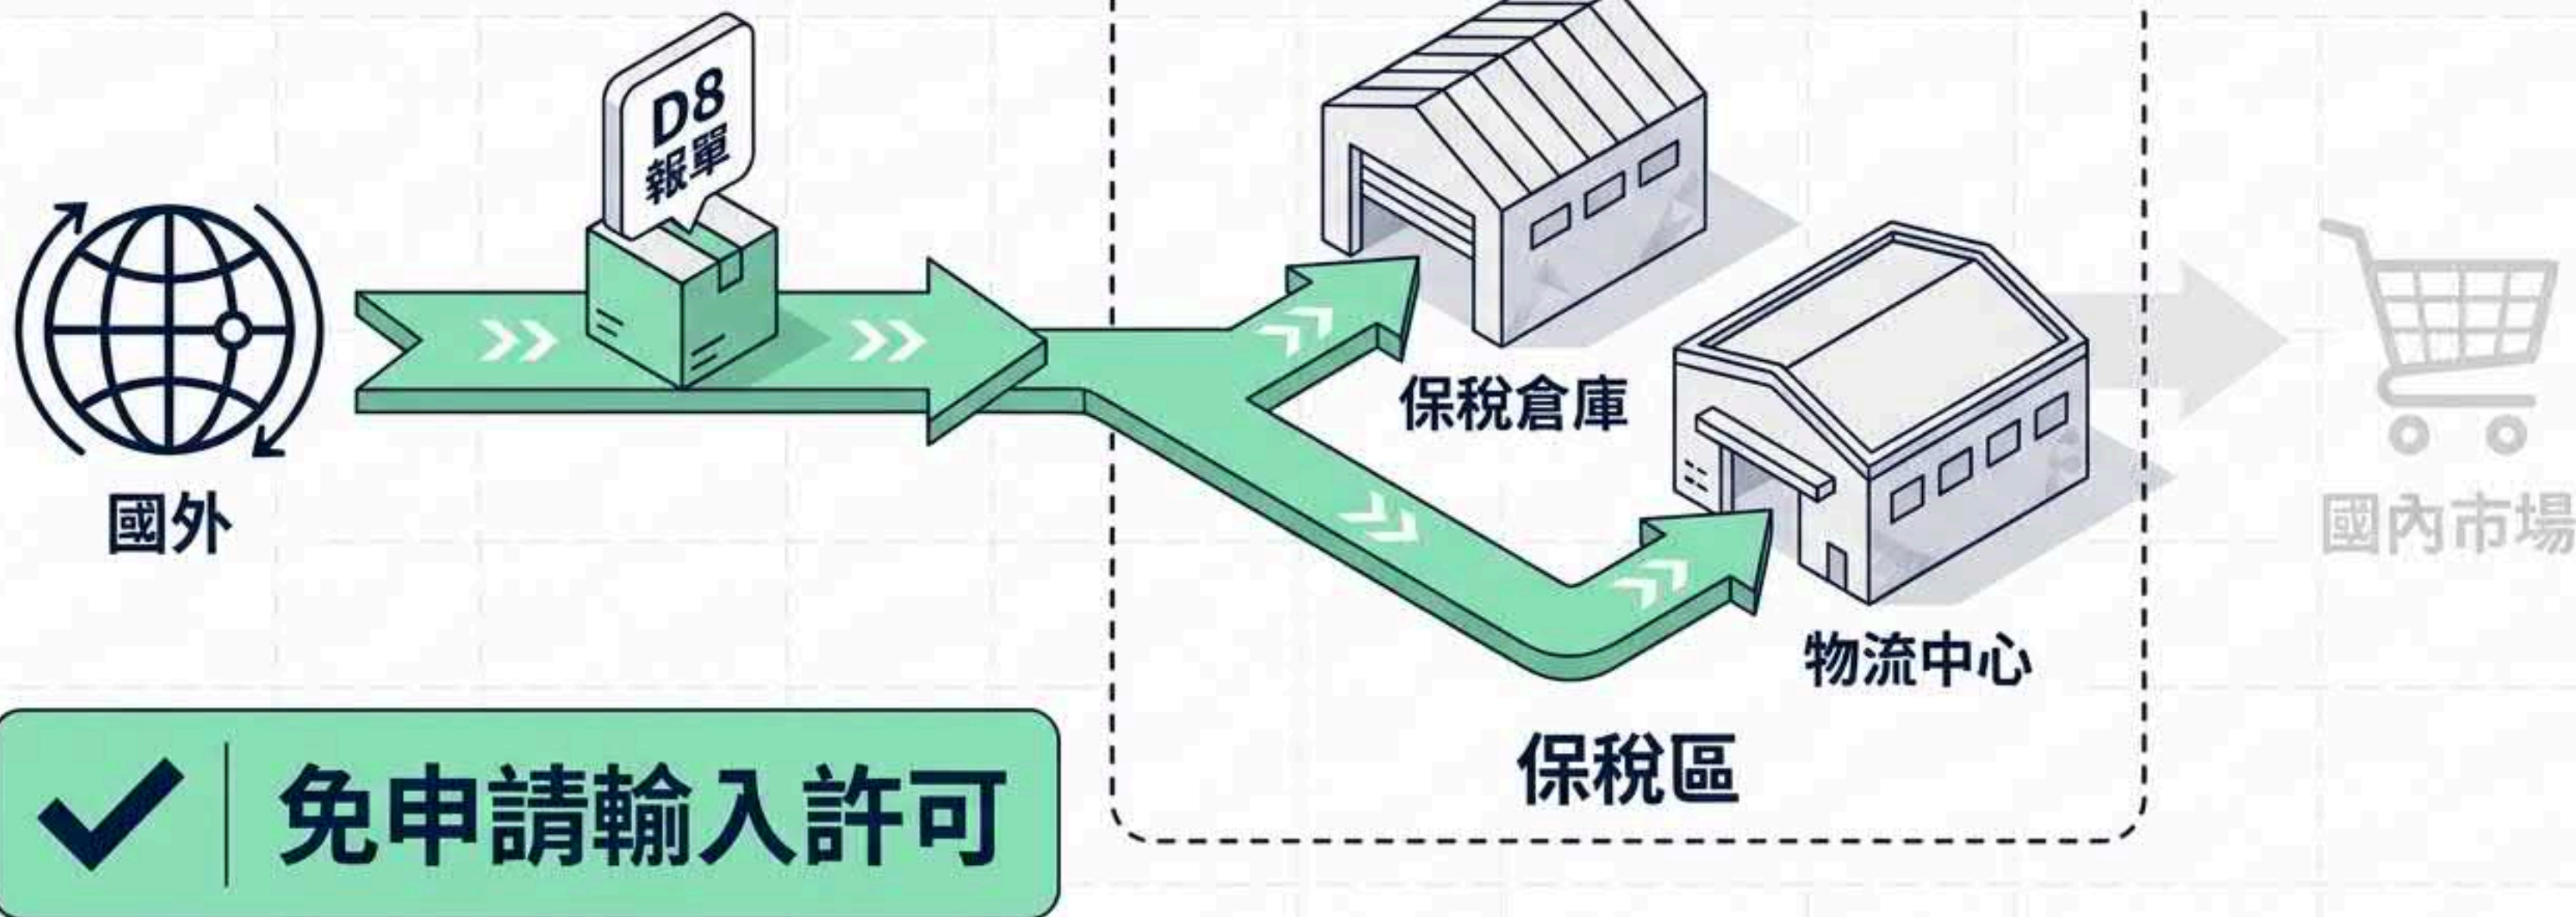 D8
報單
國外
保稅倉庫
物流中心
保稅區
國內市場
免申請輸入許可